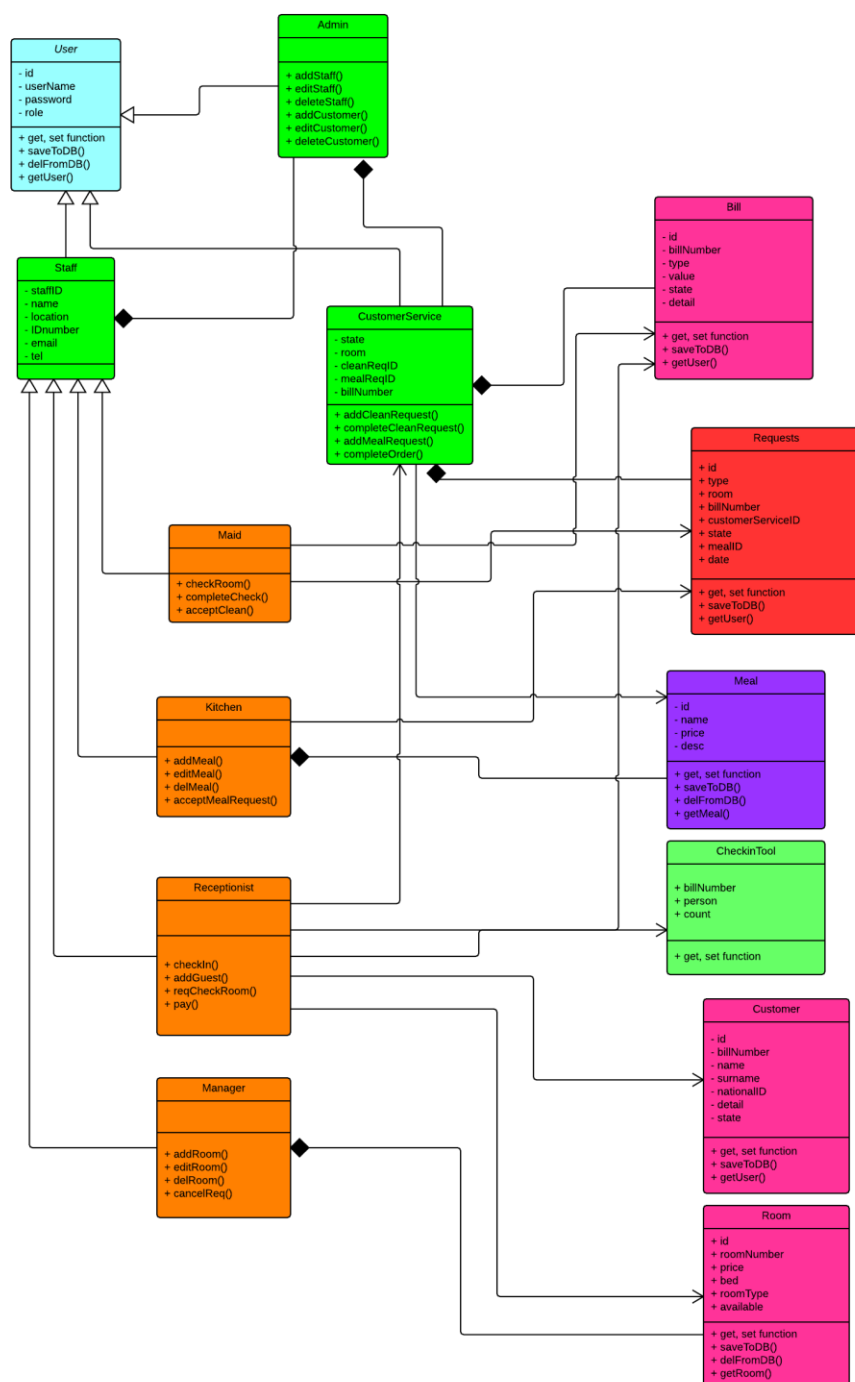 User
- id
- userName
- password
- role
+ get, set function
+ saveToDB()
+ delFromDB()
+ getUser()
Admin
+ addStaff()
+ editStaff()
+ deleteStaff()
+ addCustomer()
+ editCustomer()
+ deleteCustomer()
Staff
- staffID
- name
- location
- IDnumber
- email
- tel
CustomerService
- state
- room
- cleanReqID
- mealReqID
- billNumber
+ addCleanRequest()
+ completeCleanRequest()
+ addMealRequest()
+ completeOrder()
Bill
- id
- billNumber
- type
- value
- state
- detail
+ get, set function
+ saveToDB()
+ getUser()
Requests
+ id
+ type
+ room
+ billNumber
+ customerServiceID
+ state
+ mealID
+ date
+ get, set function
+ saveToDB()
+ getUser()
Maid
+ checkRoom()
+ completeCheck()
+ acceptClean()
Kitchen
+ addMeal()
+ editMeal()
+ delMeal()
+ acceptMealRequest()
Meal
- id
- name
- price
- desc
+ get, set function
+ saveToDB()
+ delFromDB()
+ getMeal()
CheckinTool
+ billNumber
+ person
+ count
+ get, set function
Receptionist
+ checkIn()
+ addGuest()
+ reqCheckRoom()
+ pay()
Customer
- id
- billNumber
- name
- surname
- nationalID
- detail
- state
+ get, set function
+ saveToDB()
+ getUser()
Manager
+ addRoom()
+ editRoom()
+ delRoom()
+ cancelReq()
Room
+ id
+ roomNumber
+ price
+ bed
+ roomType
+ available
+ get, set function
+ saveToDB()
+ delFromDB()
+ getRoom()